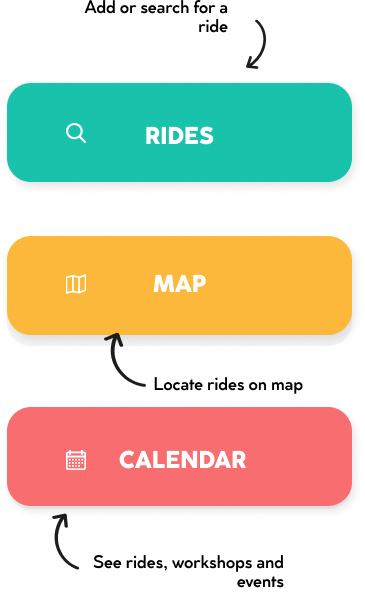 Add or search for a
ride
RIDES
MAP
Locate rides on map
CALENDAR
See rides, workshops and
events